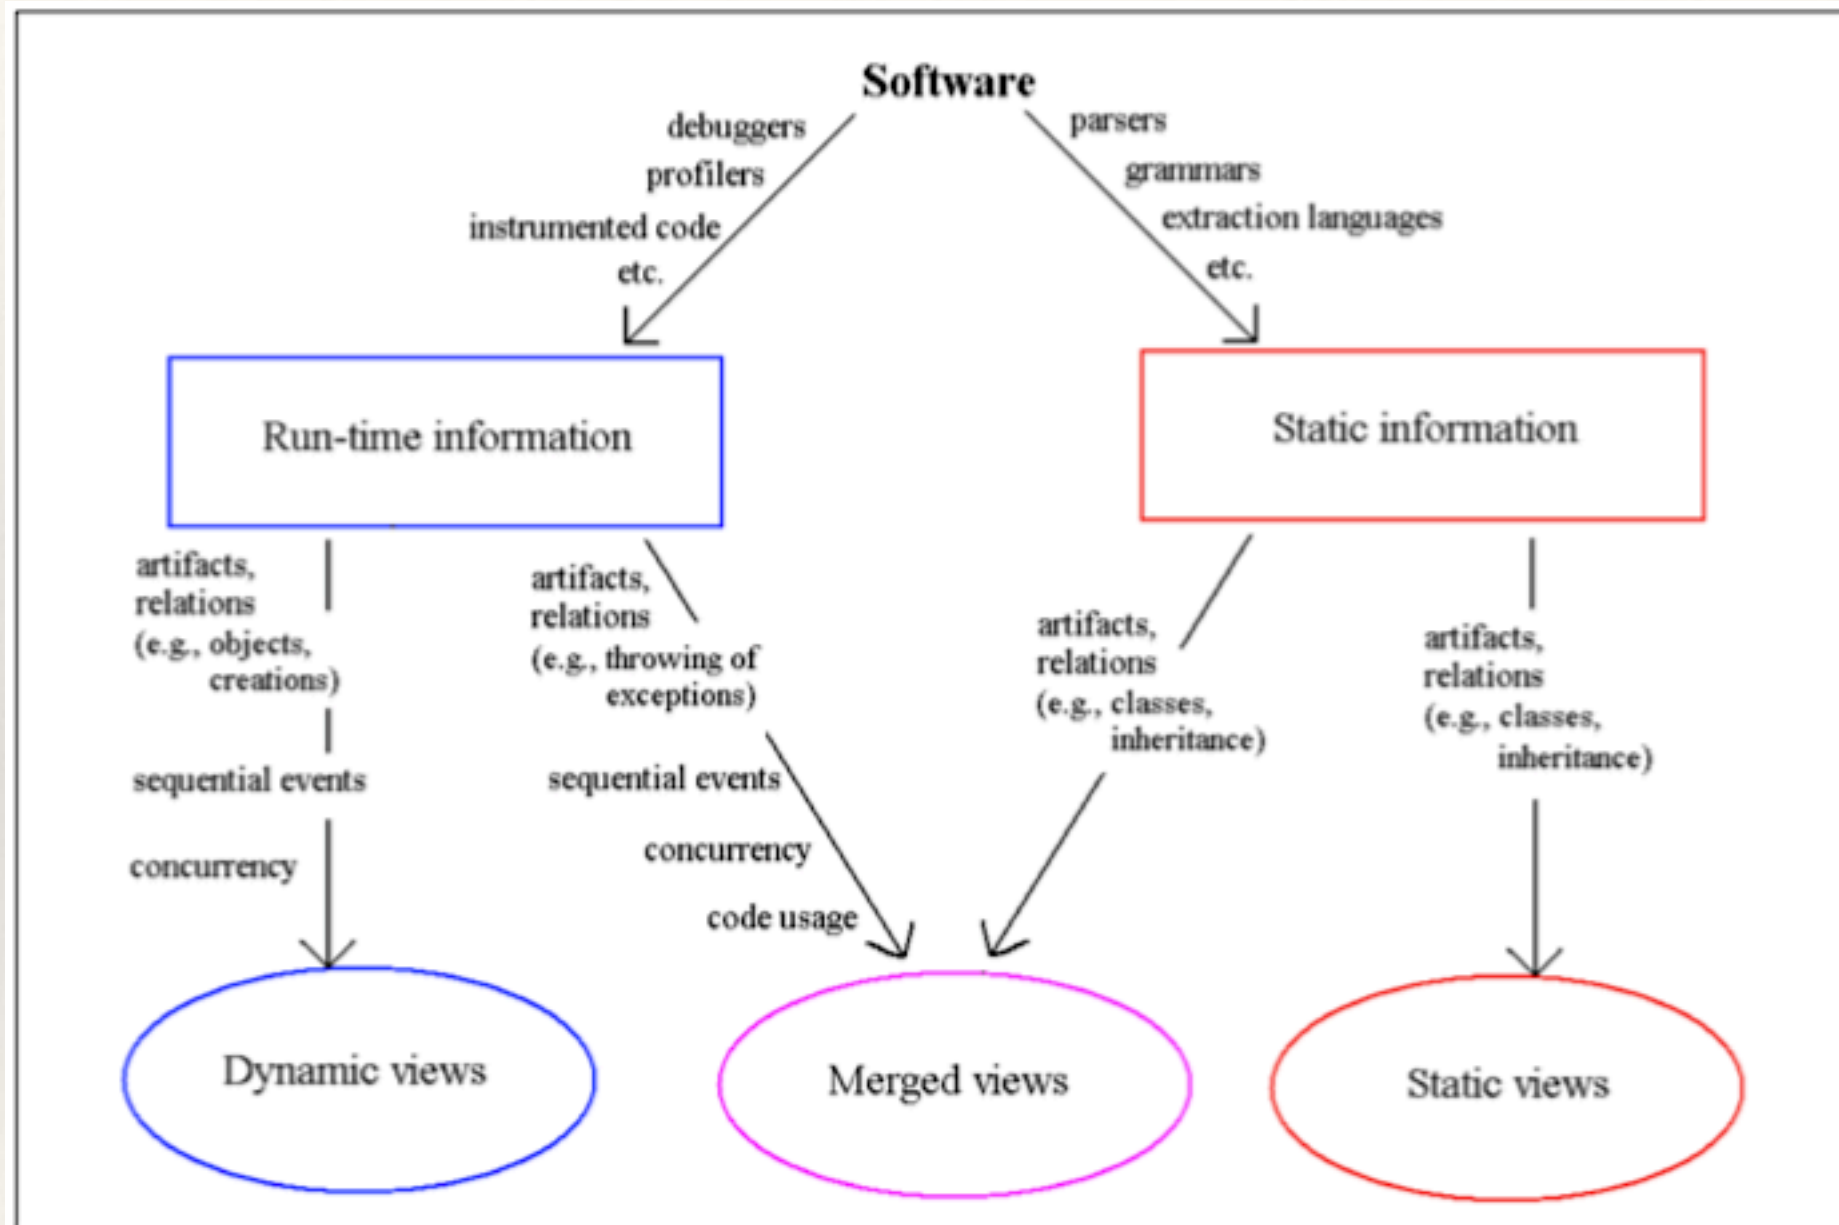 Software
debuggers
profilers
instrumented code
etc.
parsers
grammars
extraction languages
etc.
Run-time information
Static information
artifacts,
relations
(e.g., objects,
creations)
sequential events
concurrency
artifacts,
relations
(e.g., throwing of
exceptions)
sequential events
concurrency
code usage
artifacts,
relations
(e.g., classes,
inheritance)
artifacts,
relations
(e.g., classes,
inheritance)
Dynamic views
Merged views
Static views